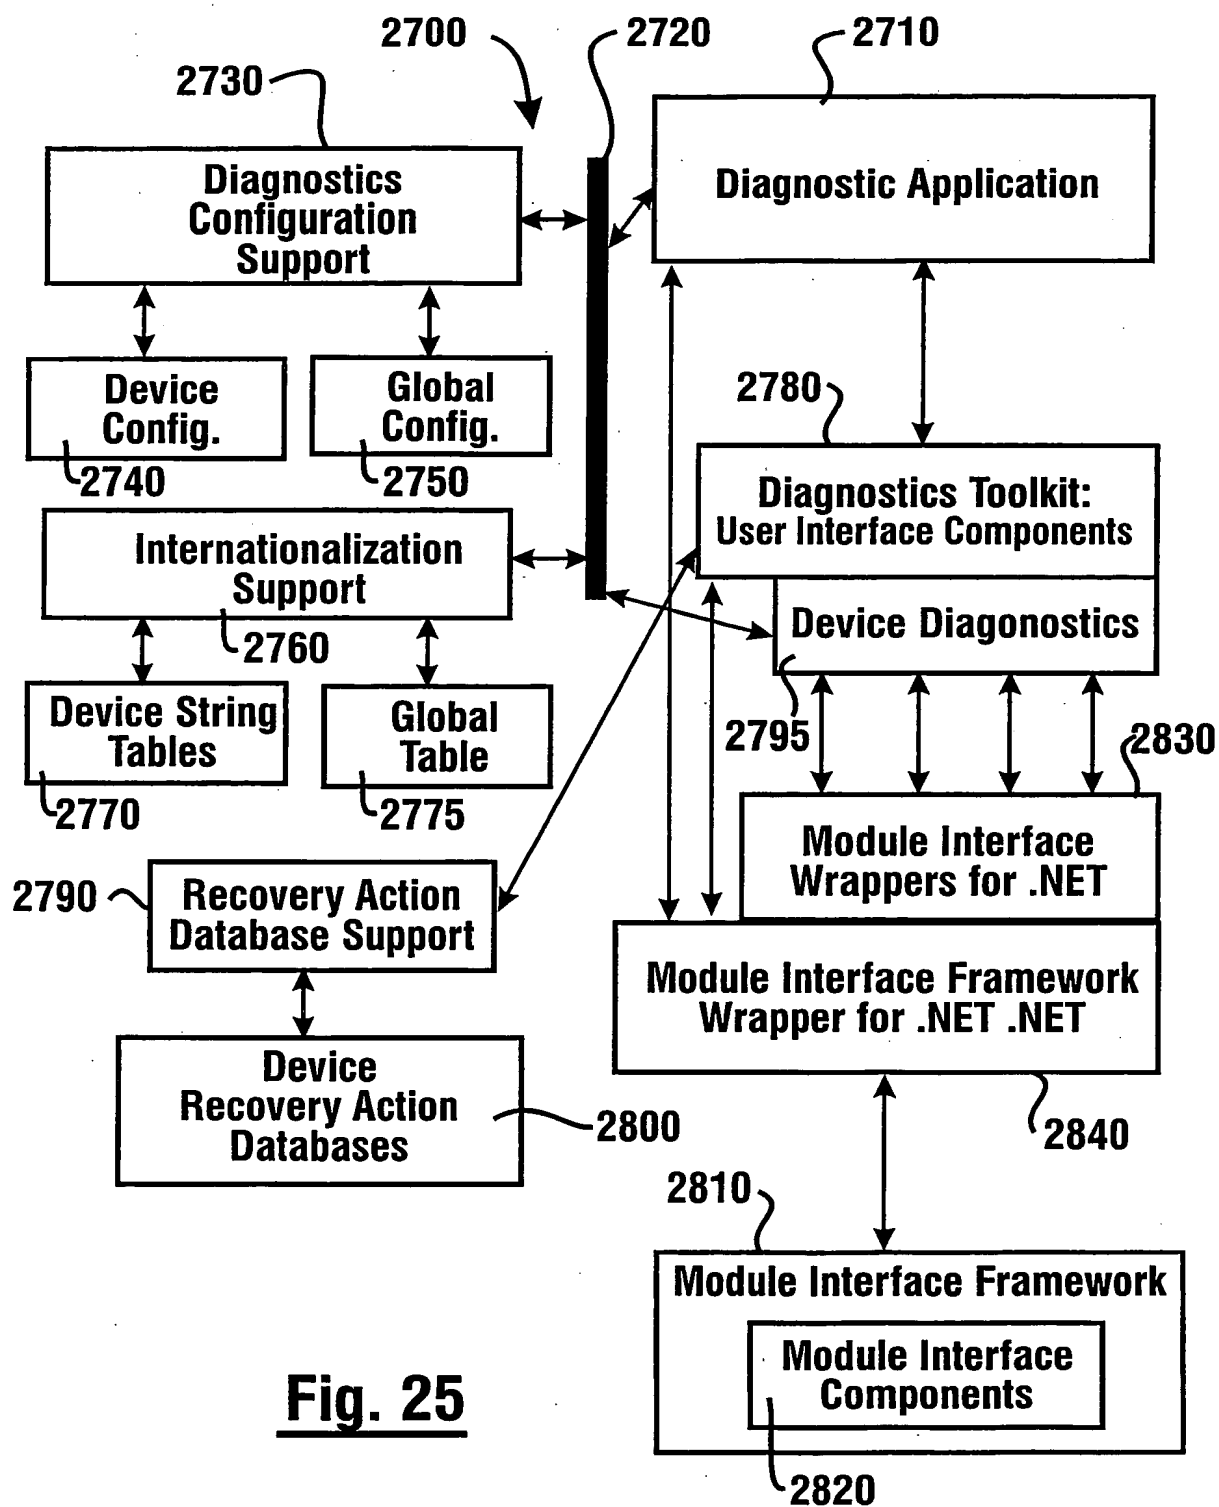 2700
2720
2710
2730
Diagnostics
Configuration
Support
Diagnostic Application
Device
Config.
2740
Global
Config.
2750
2780
Diagnostics Toolkit:
User Interface Components
Internationalization
Support
2760
Device Diagonostics
2795
Device String
Tables
2770
Global
Table
2775
2830
Module Interface
Wrappers for .NET
2790
Recovery Action
Database Support
Module Interface Framework
Wrapper for .NET .NET
2840
Device
Recovery Action
Databases
2800
2810
Module Interface Framework
Module Interface
Components
2820
Fig. 25